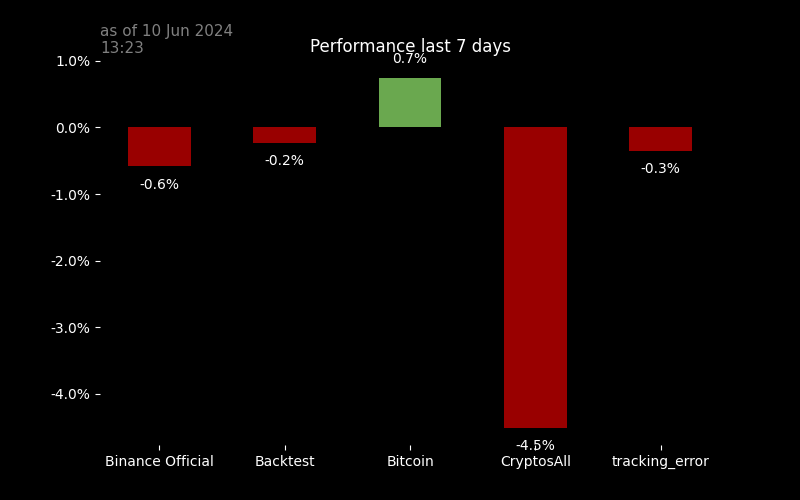 as of 10 Jun 2024
13:23
Performance last 7 days
1.0%
0.7%
0.0%
-0.6%
-0.2%
-0.3%
-1.0%
-2.0%
-3.0%
-4.0%
-4.5%
Binance Official
Backtest
Bitcoin
CryptosAll
tracking_error